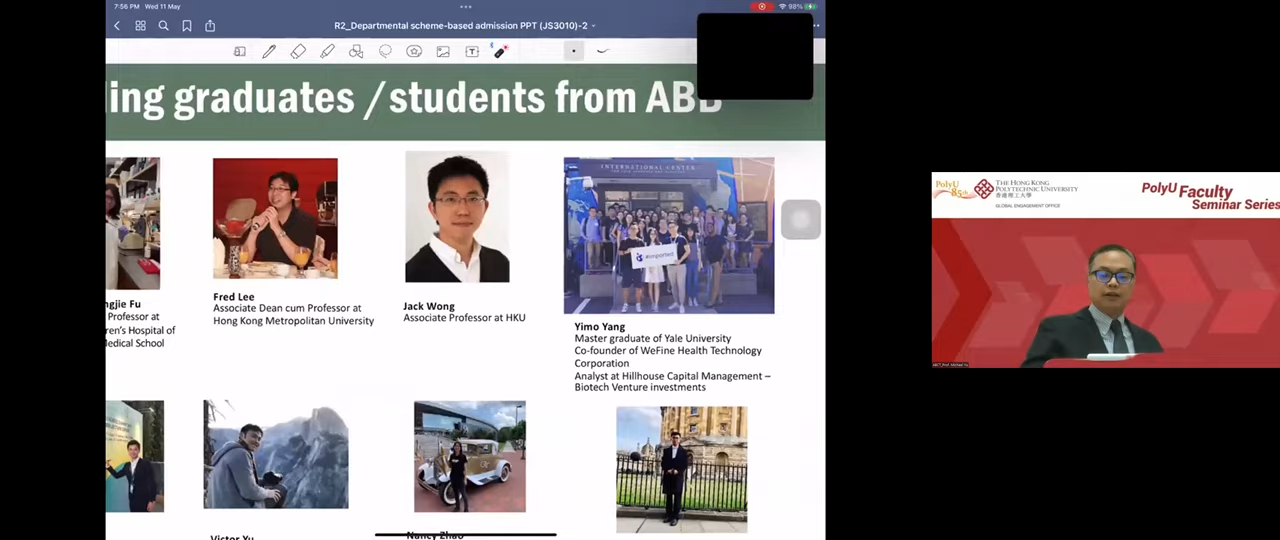 7:56 PM Wed 11 May
98%
R2_Departmental scheme-based admission PPT (JS3010)-2
ling graduates / students from ABB
INTERNATIONAL CENTER
#imported
ngjie Fu
Professor at
ren's Hospital of
edical School
Fred Lee
Associate Dean cum Professor at
Hong Kong Metropolitan University
Jack Wong
Associate Professor at HKU
Yimo Yang
Master graduate of Yale University
Co-founder of WeFine Health Technology
Corporation
Analyst at Hillhouse Capital Management –
Biotech Venture investments
Victor Yu
Nancy Zhao
PolyU
85th
THE HONG KONG
POLYTECHNIC UNIVERSITY
香港理工大學
GLOBAL ENGAGEMENT OFFICE
PolyU Faculty
Seminar Series